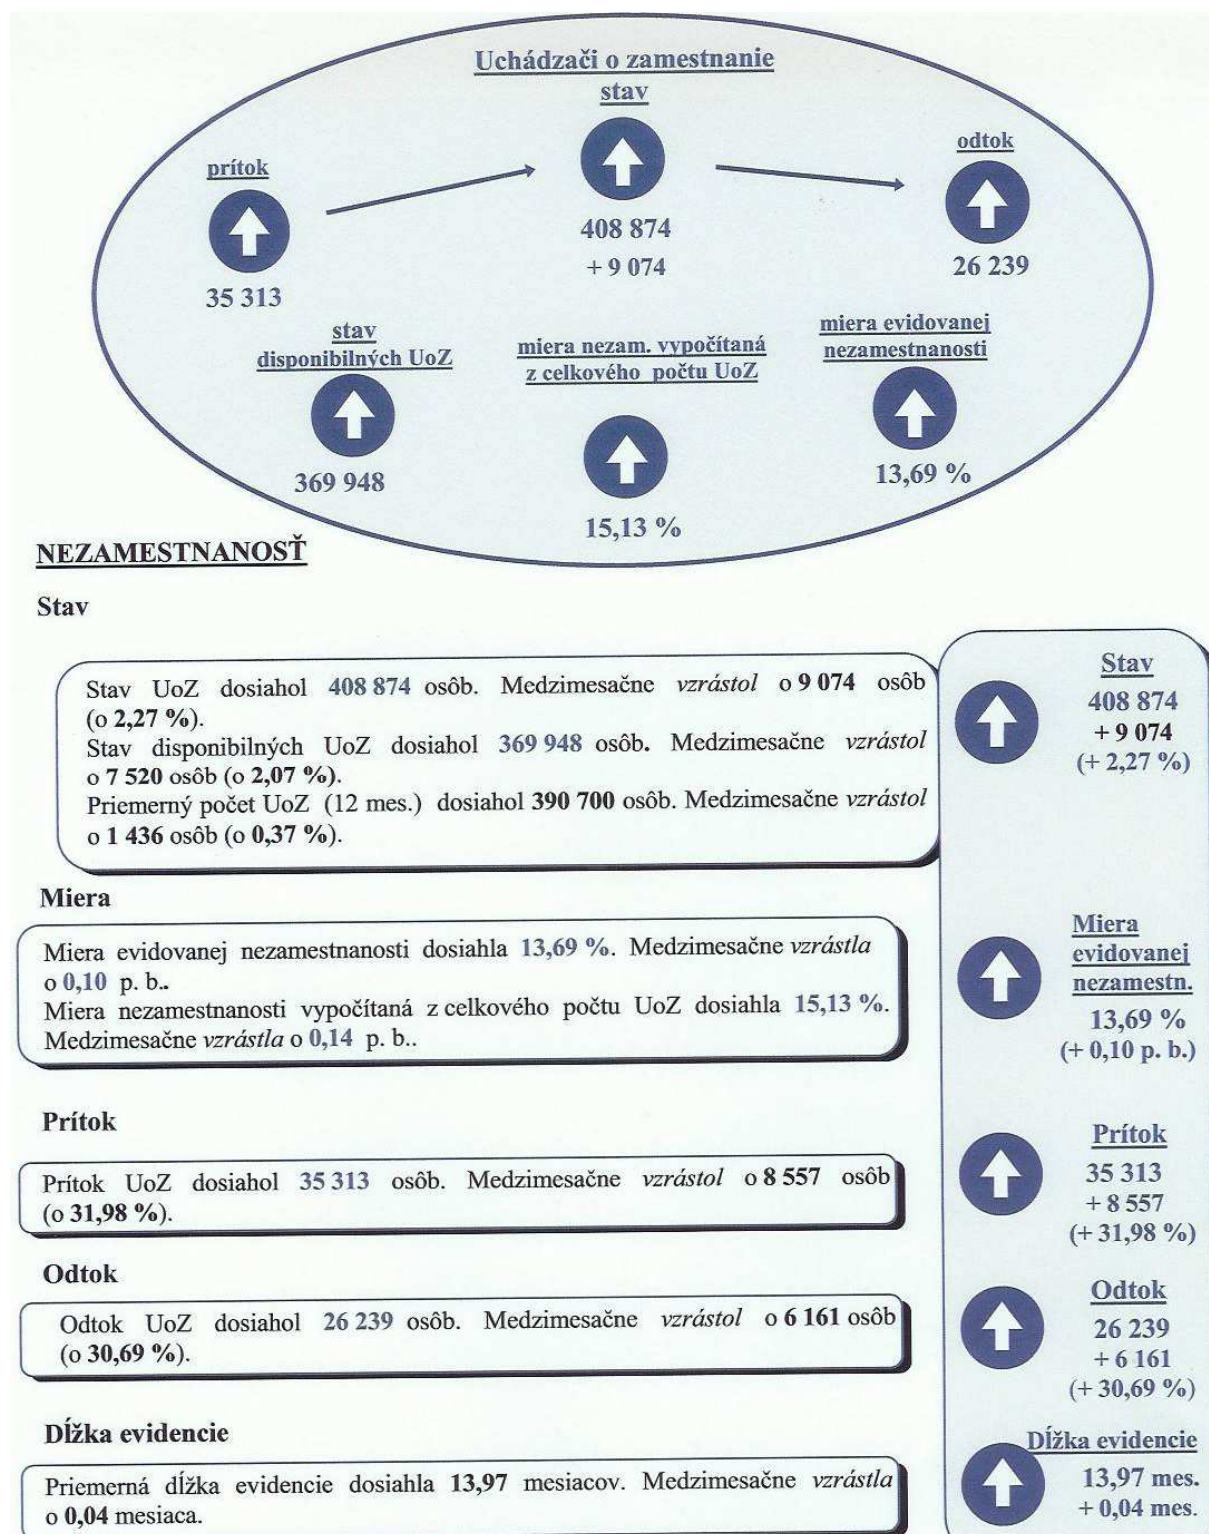 Uchádzači o zamestnanie
stav
prítok
odtok
35 313
408 874
+ 9 074
26 239
stav
disponibilných UoZ
miera nezam. vypočítaná
z celkového počtu UoZ
miera evidovanej
nezamestnanosti
369 948
15,13 %
13,69 %
NEZAMESTNANOSŤ
Stav
Stav UoZ dosiahol 408 874 osôb. Medzimesačne vzrástol o 9 074 osôb
(o 2,27 %).
Stav disponibilných UoZ dosiahol 369 948 osôb. Medzimesačne vzrástol
o 7 520 osôb (o 2,07 %).
Priemerný počet UoZ (12 mes.) dosiahol 390 700 osôb. Medzimesačne vzrástol
o 1 436 osôb (o 0,37 %).
Stav
408 874
+ 9 074
(+ 2,27 %)
Miera
Miera evidovanej nezamestnanosti dosiahla 13,69 %. Medzimesačne vzrástla
o 0,10 p. b..
Miera nezamestnanosti vypočítaná z celkového počtu UoZ dosiahla 15,13 %.
Medzimesačne vzrástla o 0,14 p. b..
Miera
evidovanej
nezamestn.
13,69 %
(+ 0,10 p. b.)
Prítok
Prítok UoZ dosiahol 35 313 osôb. Medzimesačne vzrástol o 8 557 osôb
(o 31,98 %).
Prítok
35 313
+ 8 557
(+ 31,98 %)
Odtok
Odtok UoZ dosiahol 26 239 osôb. Medzimesačne vzrástol o 6 161 osôb
(o 30,69 %).
Odtok
26 239
+ 6 161
(+ 30,69 %)
Dĺžka evidencie
Priemerná dĺžka evidencie dosiahla 13,97 mesiacov. Medzimesačne vzrástla
o 0,04 mesiaca.
Dĺžka evidencie
13,97 mes.
+ 0,04 mes.